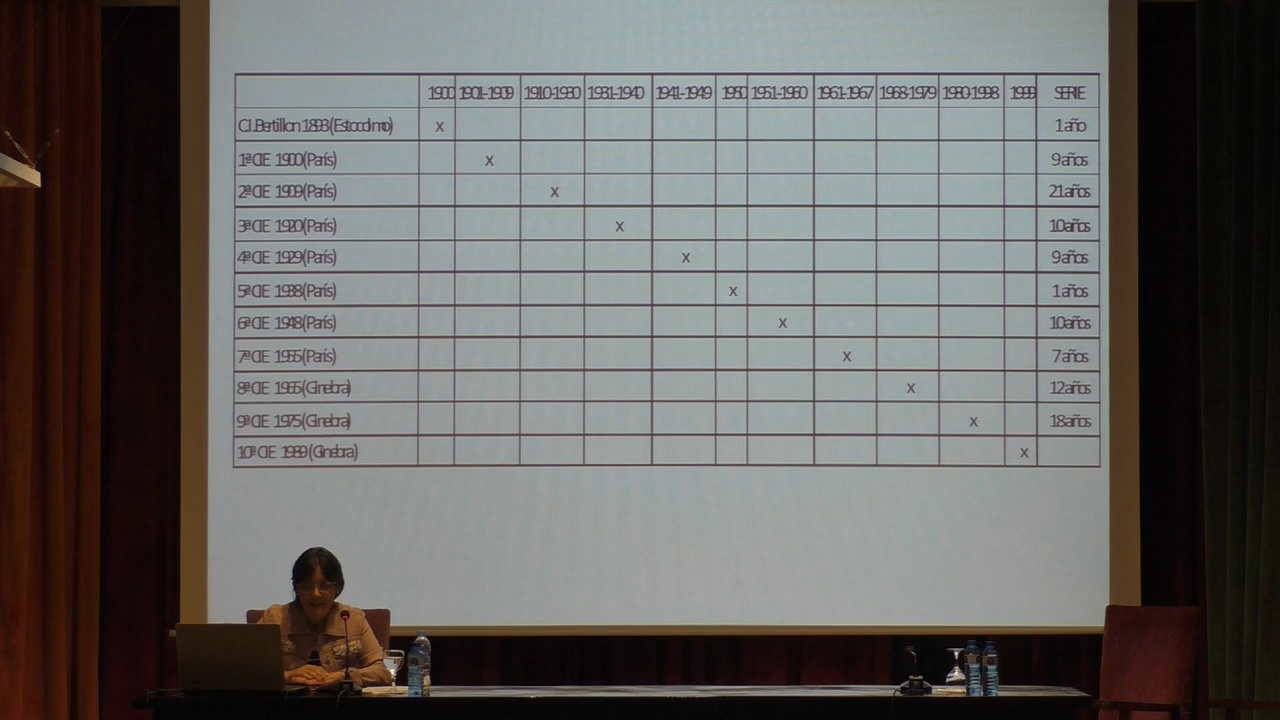 1900 1901-1909 1910-1930 1931-1940 1941-1949 1950 1951-1960 1961-1967 1968-1979 1980-1998 1999 SERIE
C.I.Bertillon 1893 (Estocolmo) x 1 año
1ª CIE 1900 (París) x 9 años
2ª CIE 1909 (París) x 21 años
3ª CIE 1920 (París) x 10 años
4ª CIE 1929 (París) x 9 años
5ª CIE 1938 (París) x 1 años
6ª CIE 1948 (París) x 10 años
7ª CIE 1955 (París) x 7 años
8ª CIE 1965 (Ginebra) x 12 años
9ª CIE 1975 (Ginebra) x 18 años
10ª CIE 1989 (Ginebra) x